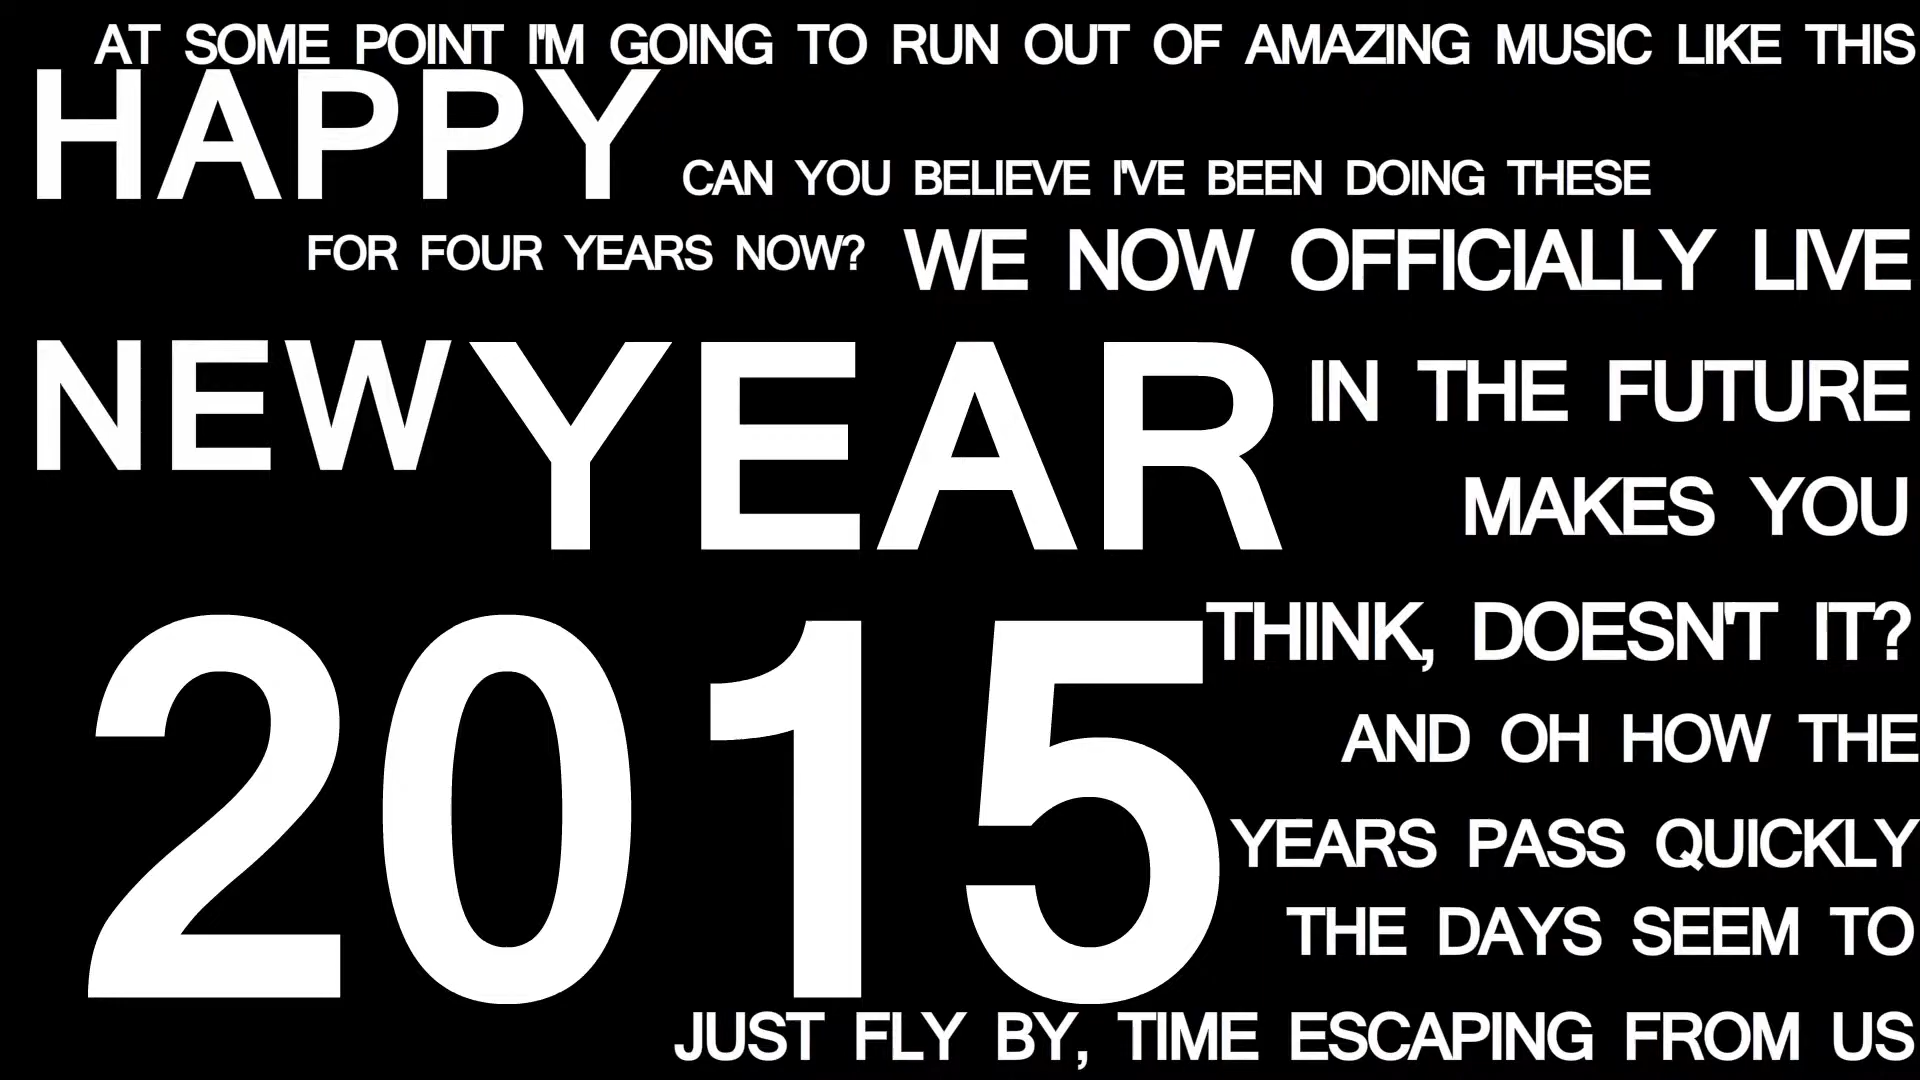 AT SOME POINT I'M GOING TO RUN OUT OF AMAZING MUSIC LIKE THIS
HAPPY
CAN YOU BELIEVE I'VE BEEN DOING THESE
FOR FOUR YEARS NOW?
WE NOW OFFICIALLY LIVE
NEW YEAR
IN THE FUTURE
MAKES YOU
2015
THINK, DOESN'T IT?
AND OH HOW THE
YEARS PASS QUICKLY
THE DAYS SEEM TO
JUST FLY BY, TIME ESCAPING FROM US